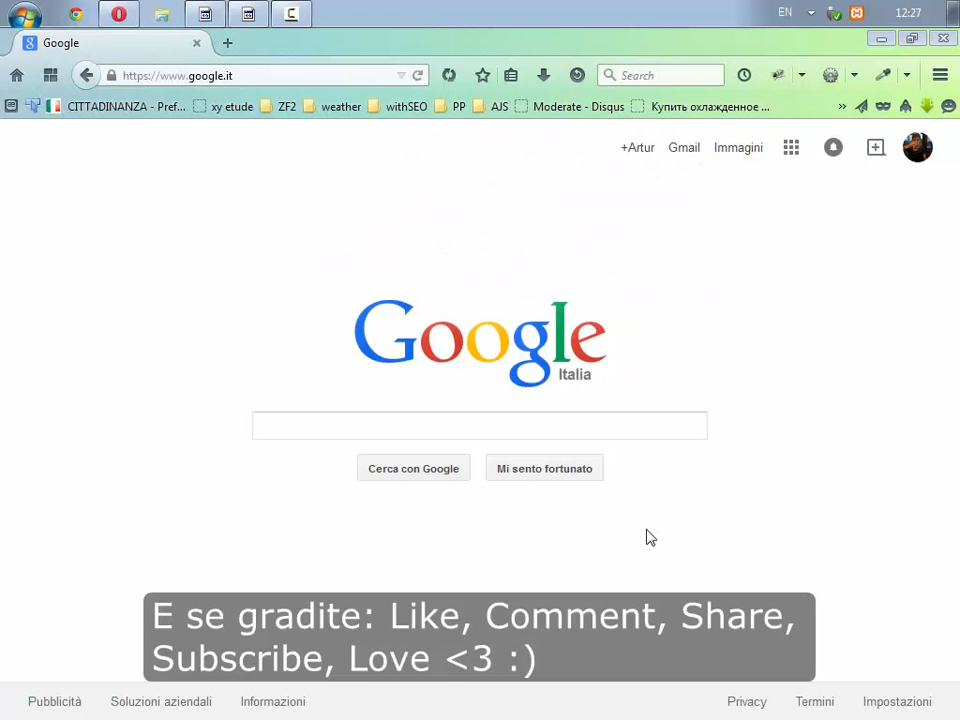 EN
12:27
Google
https://www.google.it
Search
CITTADINANZA - Pref...
xy etude
ZF2
weather
withSEO
PP
AJS
Moderate - Disqus
Купить охлажденное ...
+Artur
Gmail
Immagini
Google
Italia
Cerca con Google
Mi sento fortunato
E se gradite: Like, Comment, Share,
Subscribe, Love <3 :)
Pubblicità
Soluzioni aziendali
Informazioni
Privacy
Termini
Impostazioni